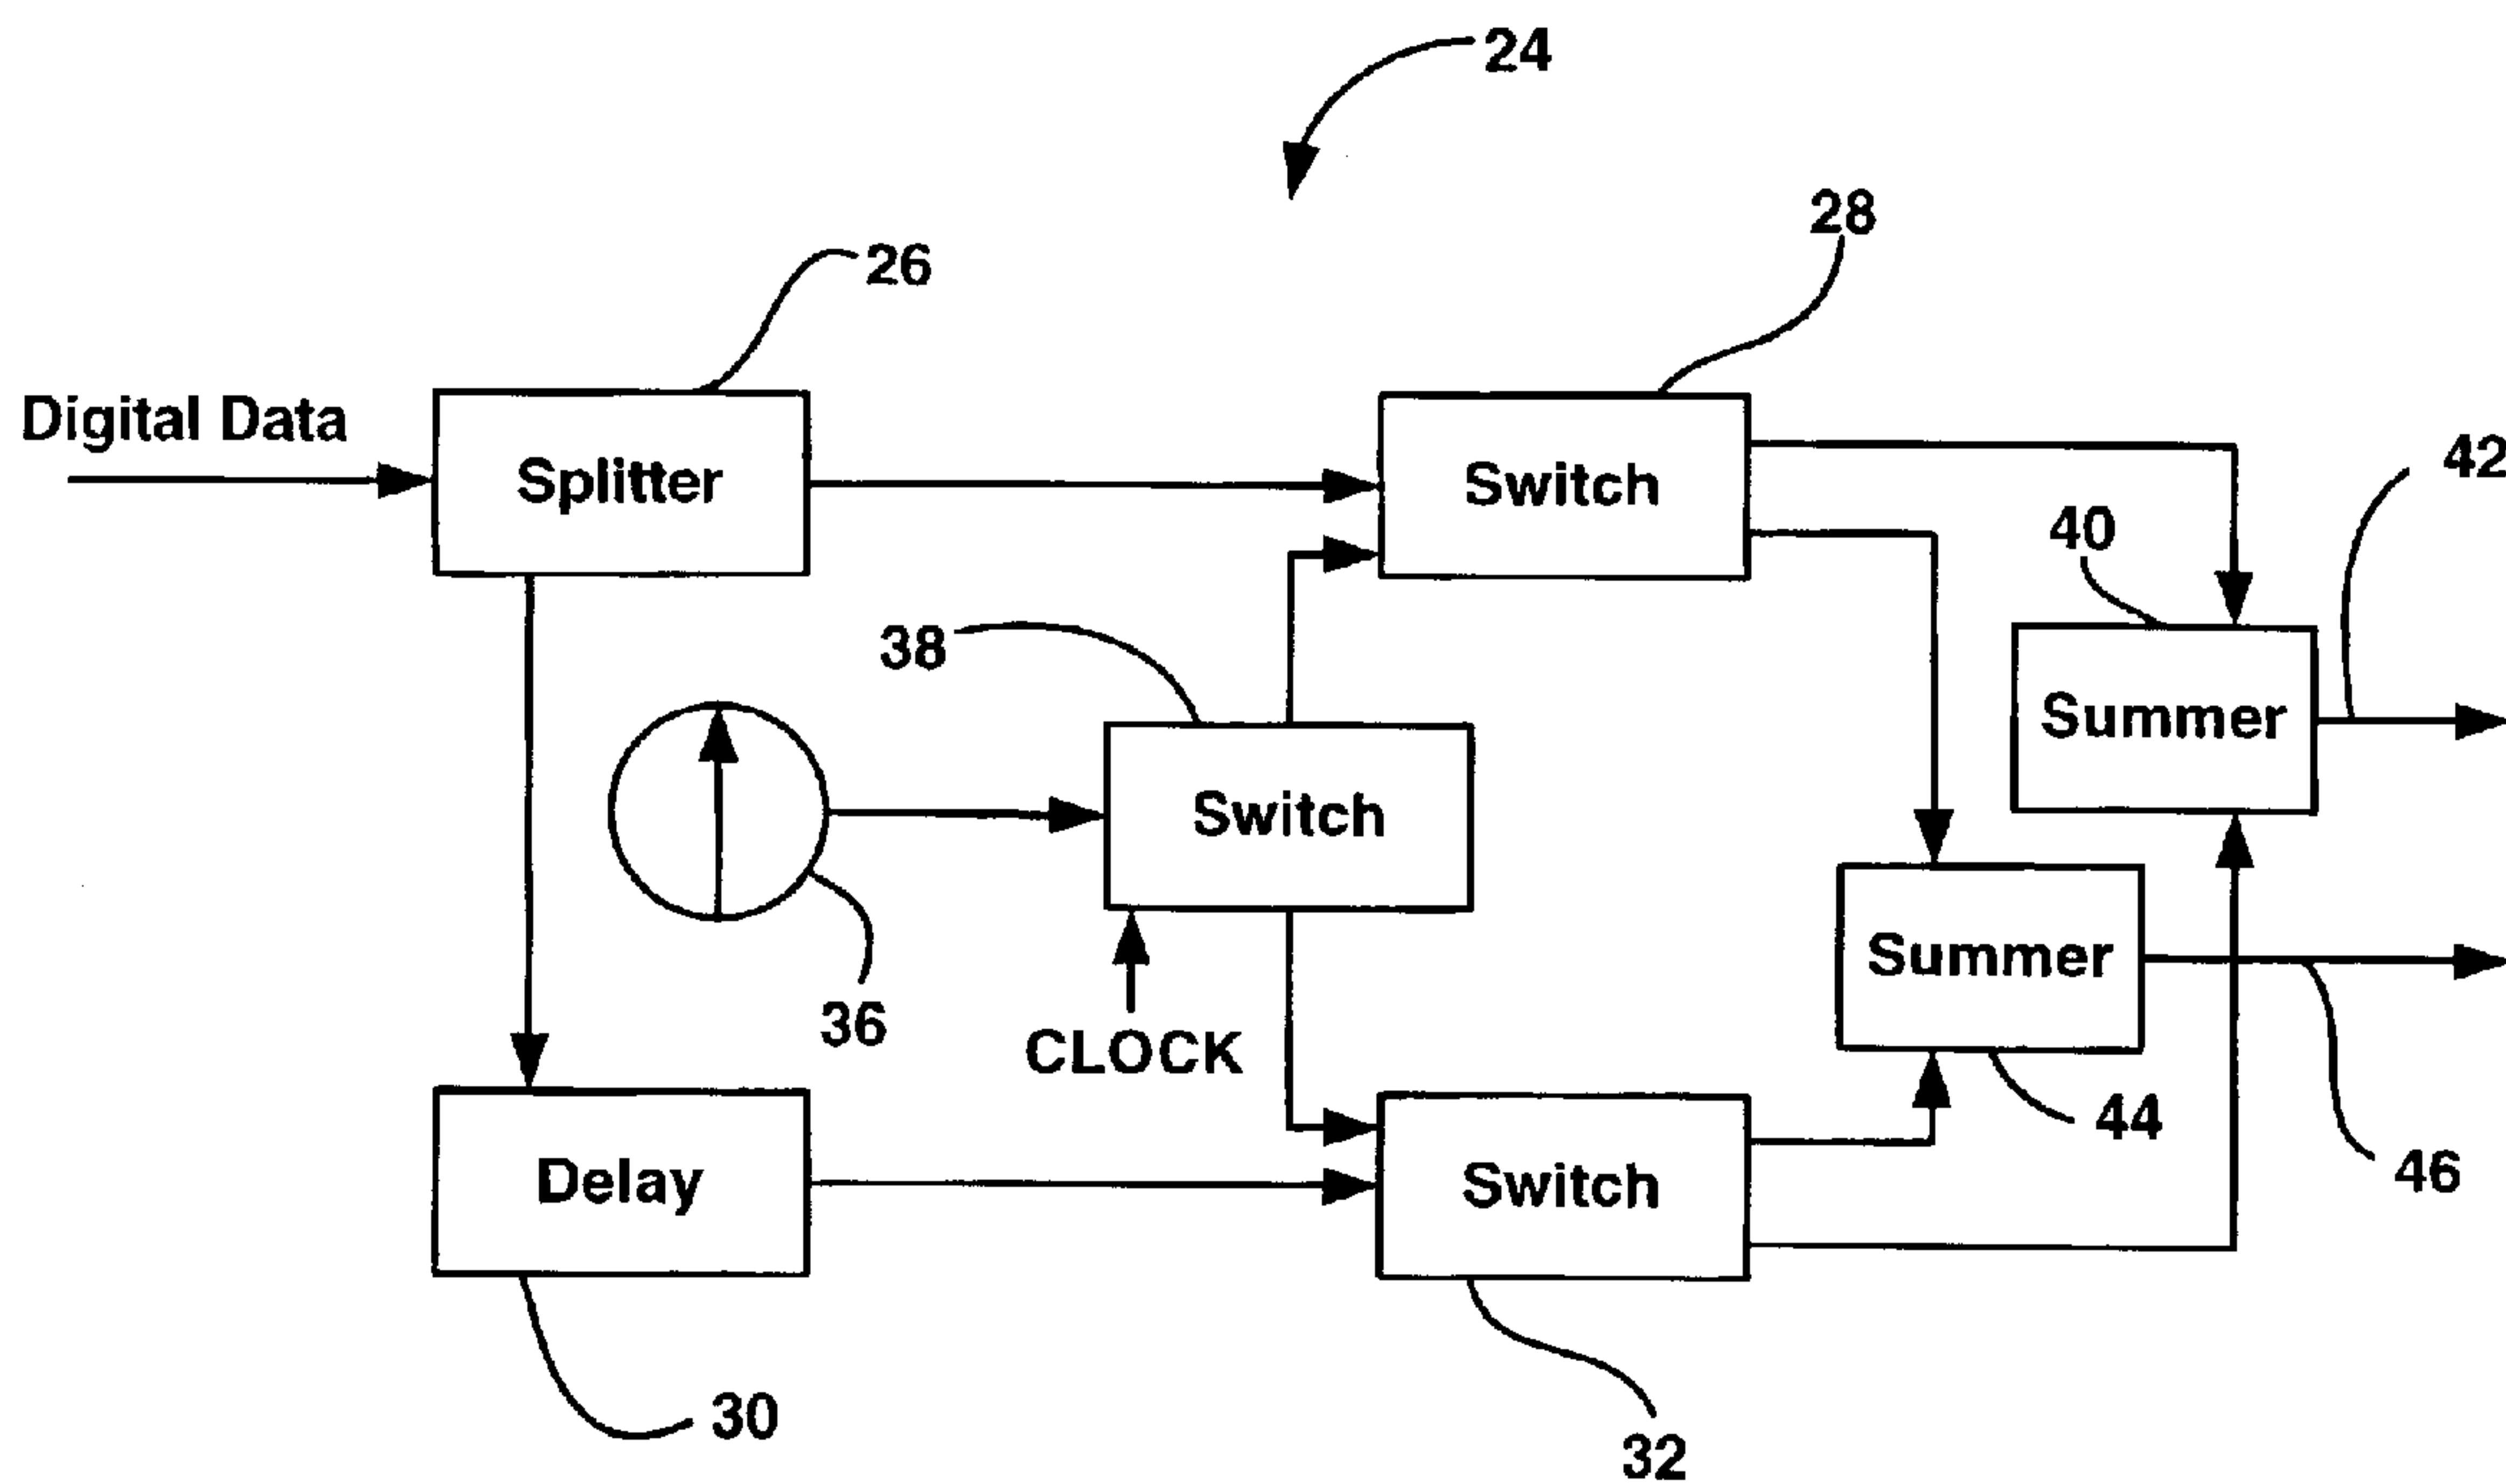 24
28
26
Digital Data
42
Splitter
Switch
40
38
Summer
Switch
Summer
36
CLOCK
44
46
Delay
Switch
30
32